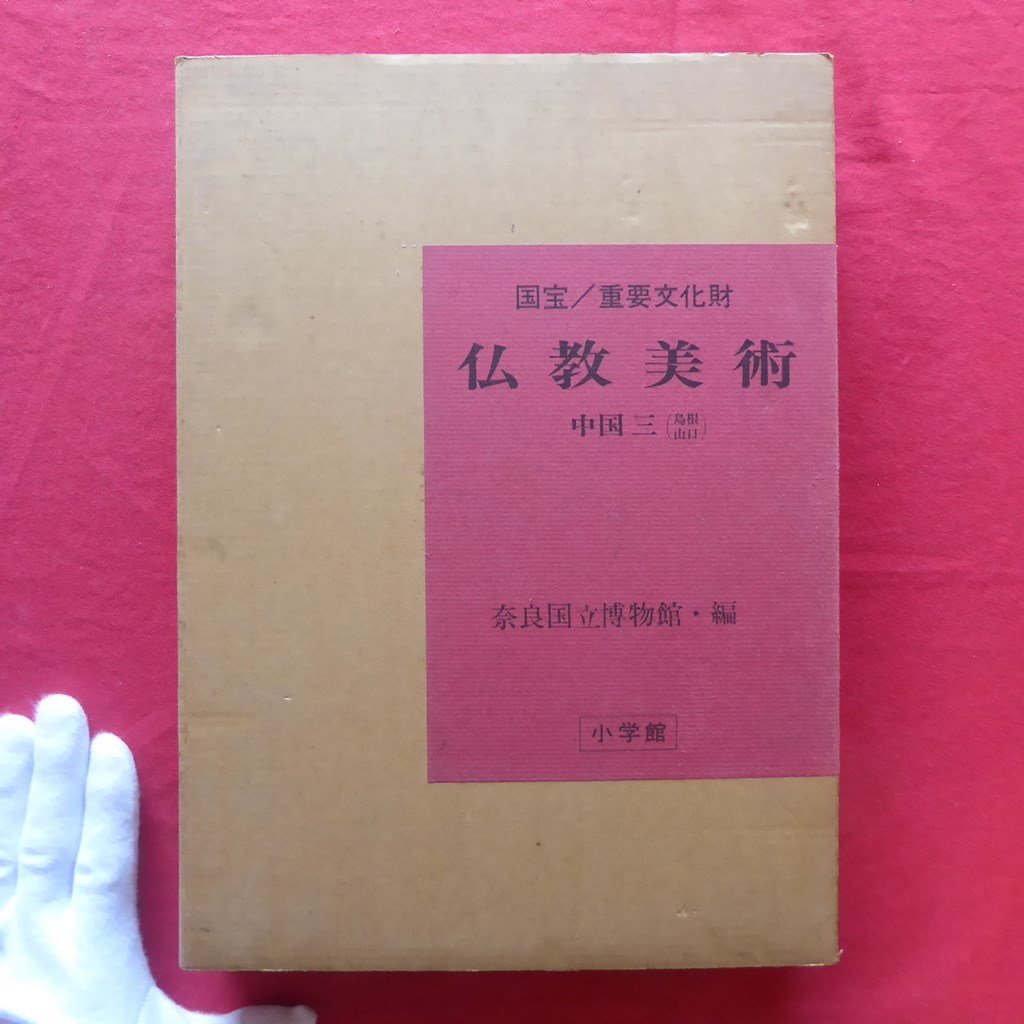 国宝/重要文化財
仏教美術
中国三(島根 山口)
奈良国立博物館・編
小学館